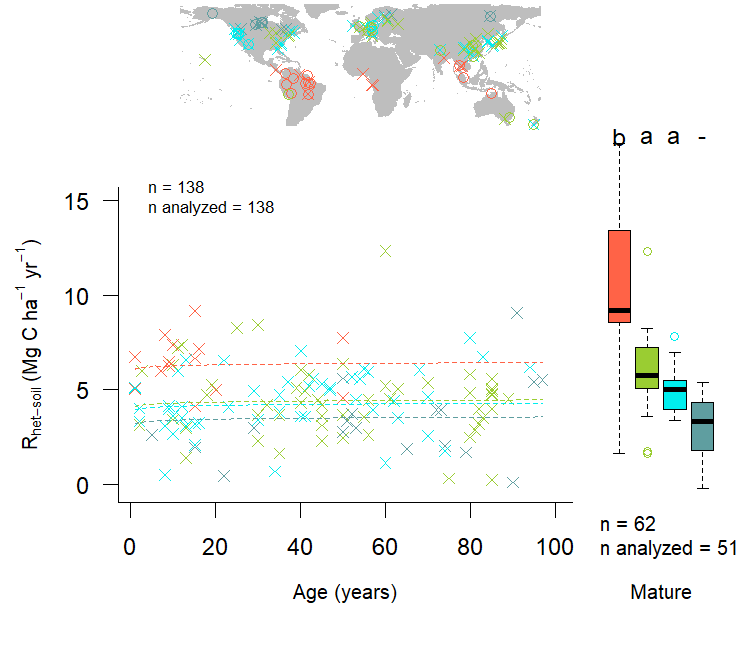 b a a -
n = 138
n analyzed = 138
15
10
5
0
R_het−soil (Mg C ha⁻¹ yr⁻¹)
0 20 40 60 80 100
Age (years)
n = 62
n analyzed = 51
Mature